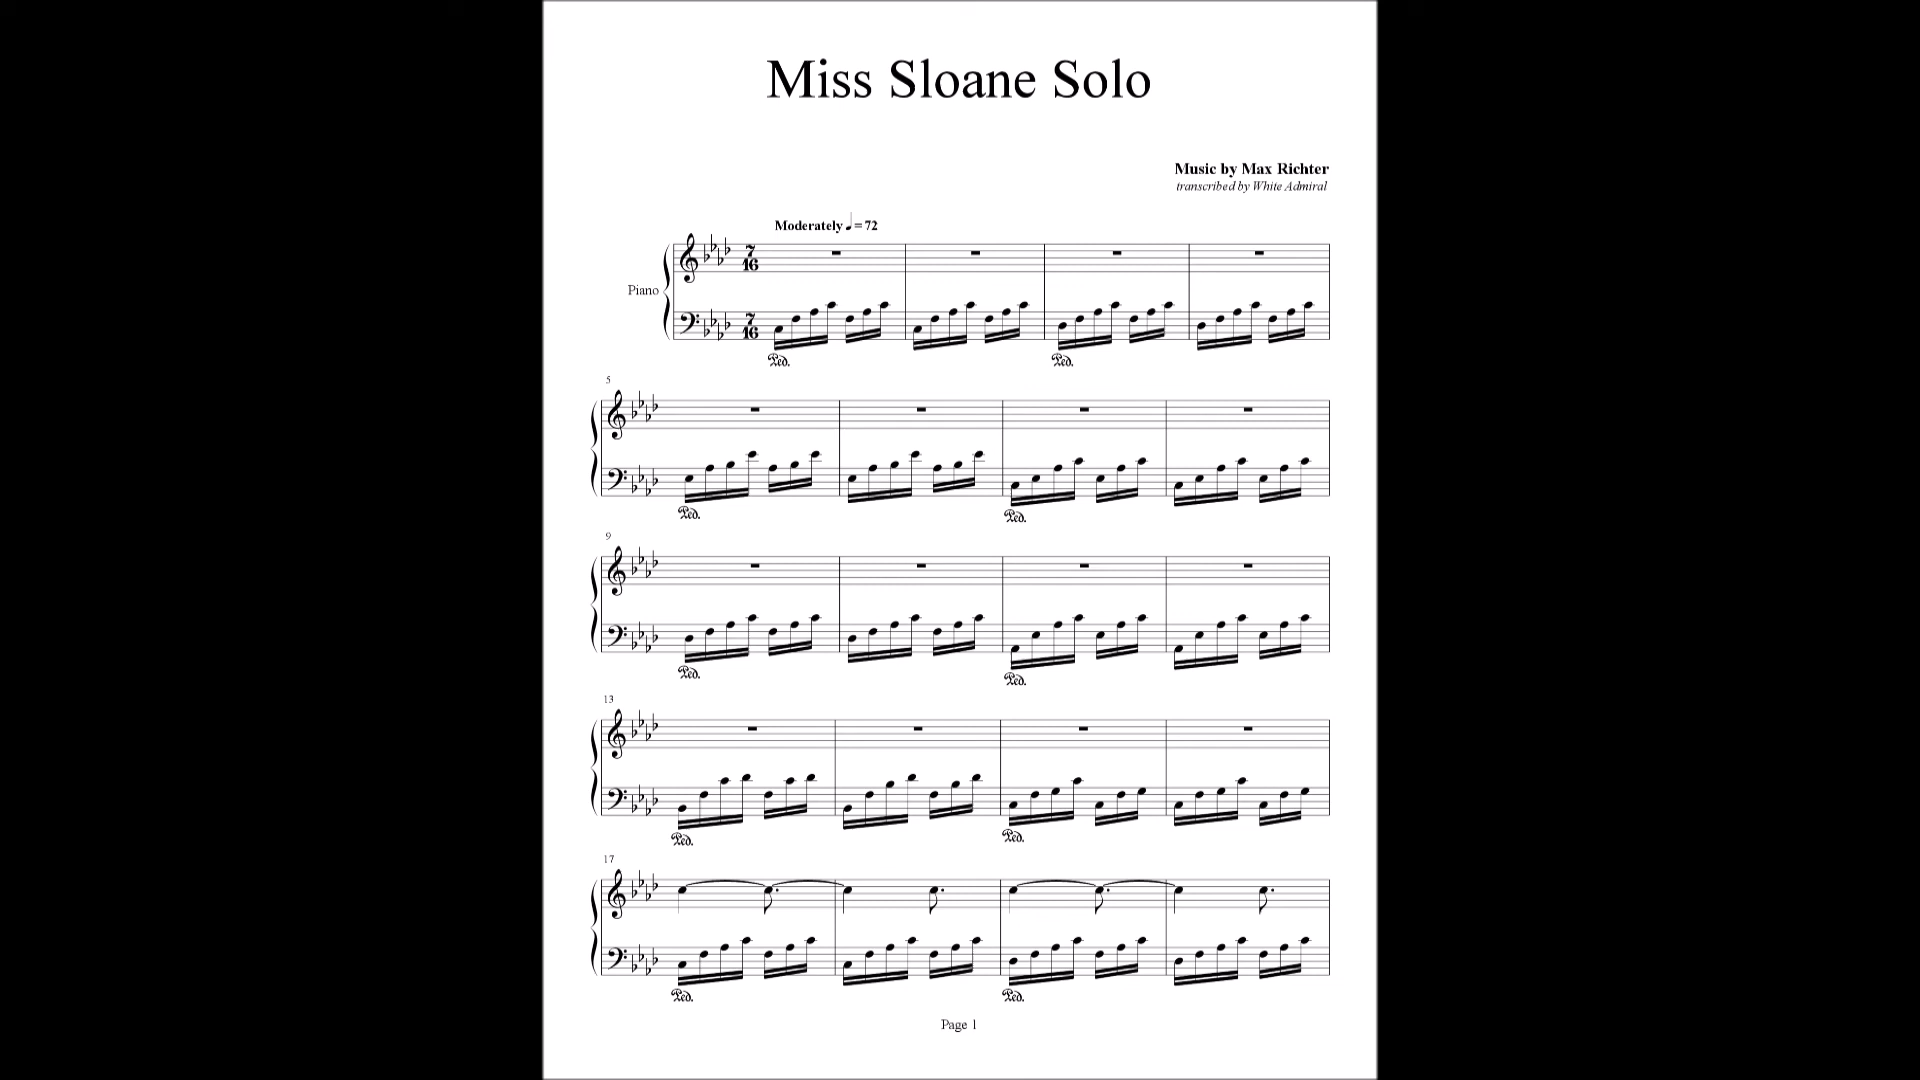 Miss Sloane Solo
Music by Max Richter
transcribed by White Admiral
Moderately ♩ = 72
Piano
7
16
7
16
Ped. Ped.
5
Ped. Ped.
9
Ped. Ped.
13
Ped. Ped.
17
Ped. Ped.
Page 1